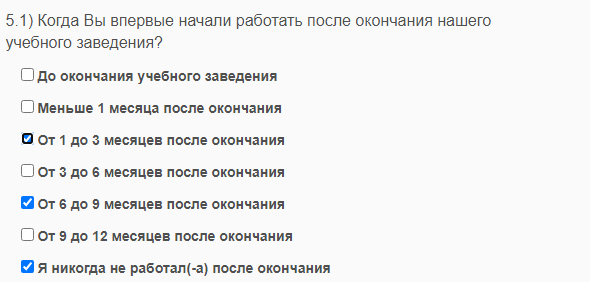 5.1) Когда Вы впервые начали работать после окончания нашего
учебного заведения?
До окончания учебного заведения
Меньше 1 месяца после окончания
От 1 до 3 месяцев после окончания
От 3 до 6 месяцев после окончания
От 6 до 9 месяцев после окончания
От 9 до 12 месяцев после окончания
Я никогда не работал(-а) после окончания